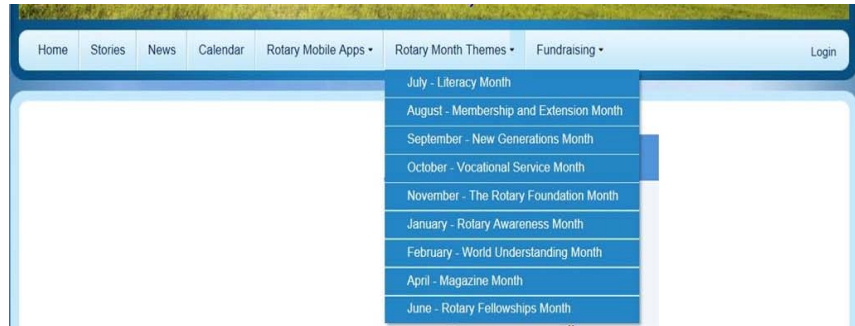 Home Stories News Calendar Rotary Mobile Apps Rotary Month Themes Fundraising Login
July - Literacy Month
August - Membership and Extension Month
September - New Generations Month
October - Vocational Service Month
November - The Rotary Foundation Month
January - Rotary Awareness Month
February - World Understanding Month
April - Magazine Month
June - Rotary Fellowships Month